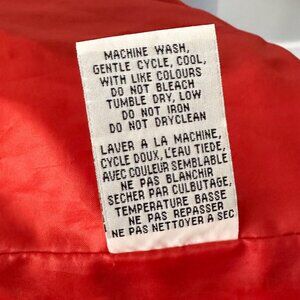 MACHINE WASH,
GENTLE CYCLE, COOL,
WITH LIKE COLOURS
DO NOT BLEACH
TUMBLE DRY, LOW
DO NOT IRON
DO NOT DRYCLEAN
LAVER A LA MACHINE,
CYCLE DOUX, L'EAU TIEDE,
AVEC COULEUR SEMBLABLE
NE PAS BLANCHIR
SECHER PAR CULBUTAGE,
TEMPERATURE BASSE
NE PAS REPASSER
NE PAS NETTOYER A SEC